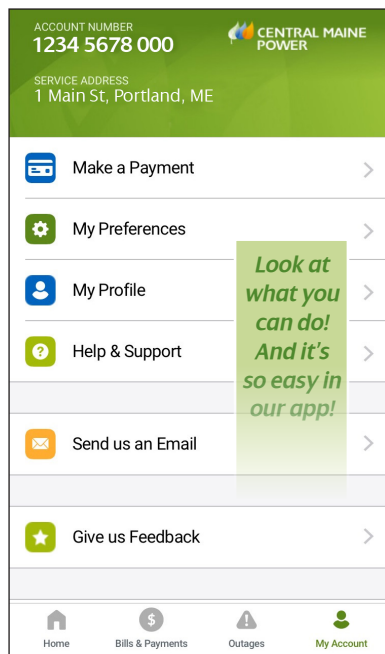 ACCOUNT NUMBER
1234 5678 000
CENTRAL MAINE
POWER
SERVICE ADDRESS
1 Main St, Portland, ME
Make a Payment
My Preferences
My Profile
Help & Support
Look at
what you
can do!
And it's
so easy in
our app!
Send us an Email
Give us Feedback
Home
Bills & Payments
Outages
My Account